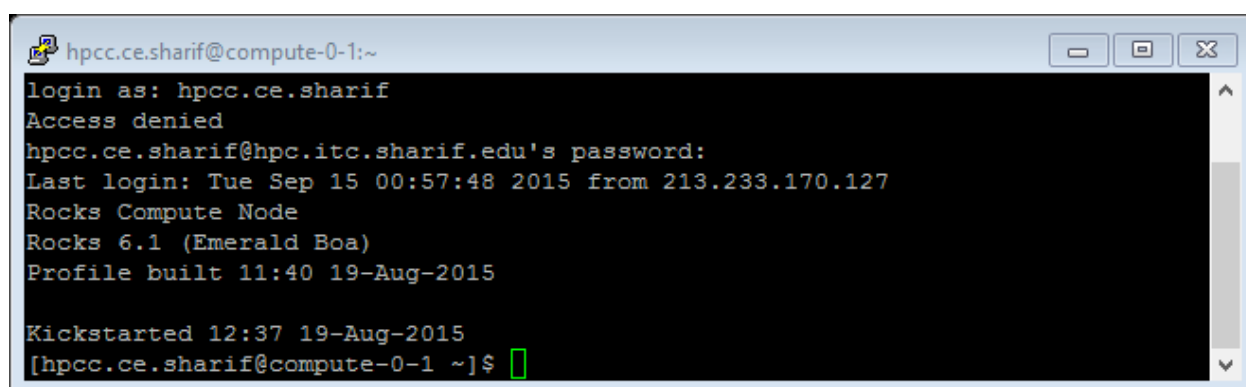 hpcc.ce.sharif@compute-0-1:~
login as: hpcc.ce.sharif
Access denied
hpcc.ce.sharif@hpc.itc.sharif.edu's password:
Last login: Tue Sep 15 00:57:48 2015 from 213.233.170.127
Rocks Compute Node
Rocks 6.1 (Emerald Boa)
Profile built 11:40 19-Aug-2015
Kickstarted 12:37 19-Aug-2015
[hpcc.ce.sharif@compute-0-1 ~]$